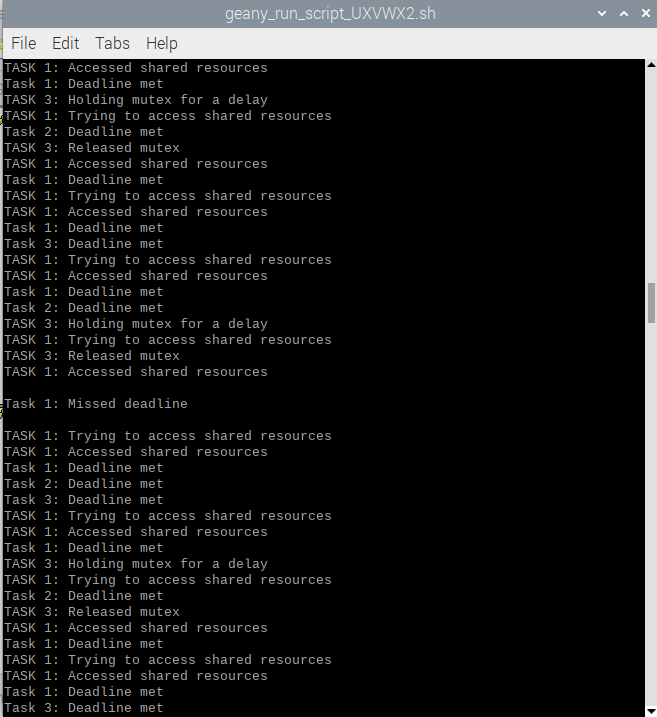 geany_run_script_UXVWX2.sh
File Edit Tabs Help
TASK 1: Accessed shared resources
Task 1: Deadline met
TASK 3: Holding mutex for a delay
TASK 1: Trying to access shared resources
Task 2: Deadline met
TASK 3: Released mutex
TASK 1: Accessed shared resources
Task 1: Deadline met
TASK 1: Trying to access shared resources
TASK 1: Accessed shared resources
Task 1: Deadline met
Task 3: Deadline met
TASK 1: Trying to access shared resources
TASK 1: Accessed shared resources
Task 1: Deadline met
Task 2: Deadline met
TASK 3: Holding mutex for a delay
TASK 1: Trying to access shared resources
TASK 3: Released mutex
TASK 1: Accessed shared resources
Task 1: Missed deadline
TASK 1: Trying to access shared resources
TASK 1: Accessed shared resources
Task 1: Deadline met
Task 2: Deadline met
Task 3: Deadline met
TASK 1: Trying to access shared resources
TASK 1: Accessed shared resources
Task 1: Deadline met
TASK 3: Holding mutex for a delay
TASK 1: Trying to access shared resources
Task 2: Deadline met
TASK 3: Released mutex
TASK 1: Accessed shared resources
Task 1: Deadline met
TASK 1: Trying to access shared resources
TASK 1: Accessed shared resources
Task 1: Deadline met
Task 3: Deadline met